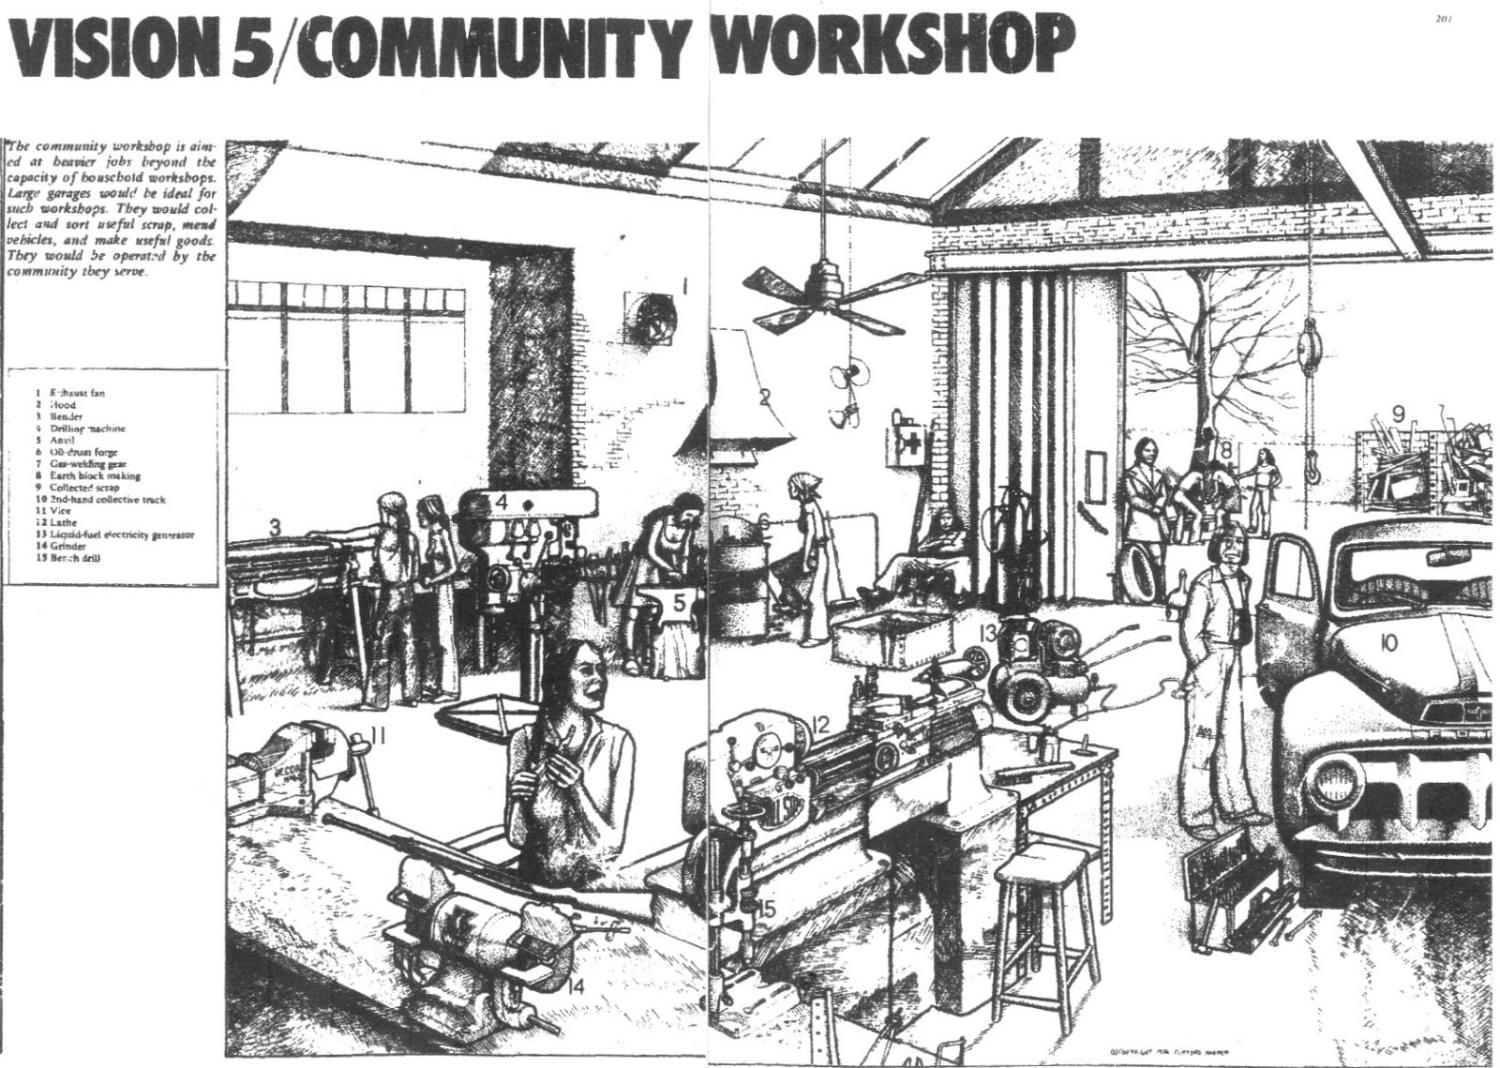 VISION 5/COMMUNITY WORKSHOP
201
The community workshop is aim-
ed at heavier jobs beyond the
capacity of household workshops.
Large garages would be ideal for
such workshops. They would col-
lect and sort useful scrap, mend
vehicles, and make useful goods.
They would be operated by the
community they serve.
1 Exhaust fan
2 Hood
3 Bender
4 Drilling machine
5 Anvil
6 Oil-drum forge
7 Gas-welding gear
8 Earth block making
9 Collected scrap
10 2nd-hand collective truck
11 Vice
12 Lathe
13 Liquid-fuel electricity generator
14 Grinder
15 Bench drill
1
2
3
4
5
6
8
9
10
11
12
13
14
15
RECORD
COPYRIGHT 1976 CLIFFORD HARPER